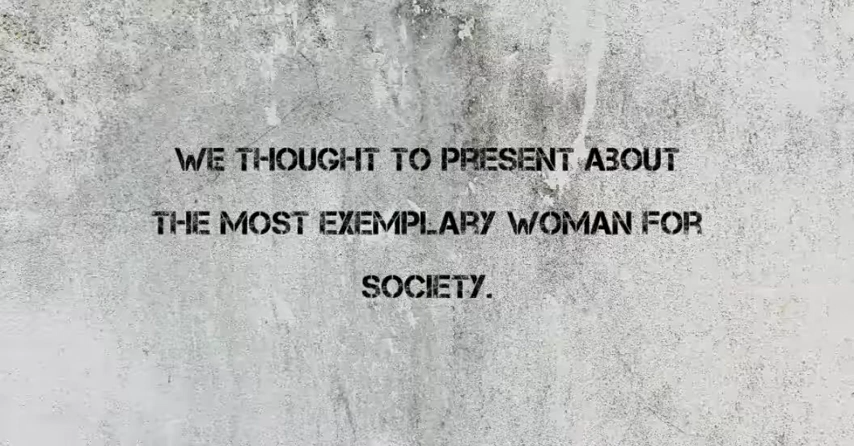 WE THOUGHT TO PRESENT ABOUT
THE MOST EXEMPLARY WOMAN FOR
SOCIETY.